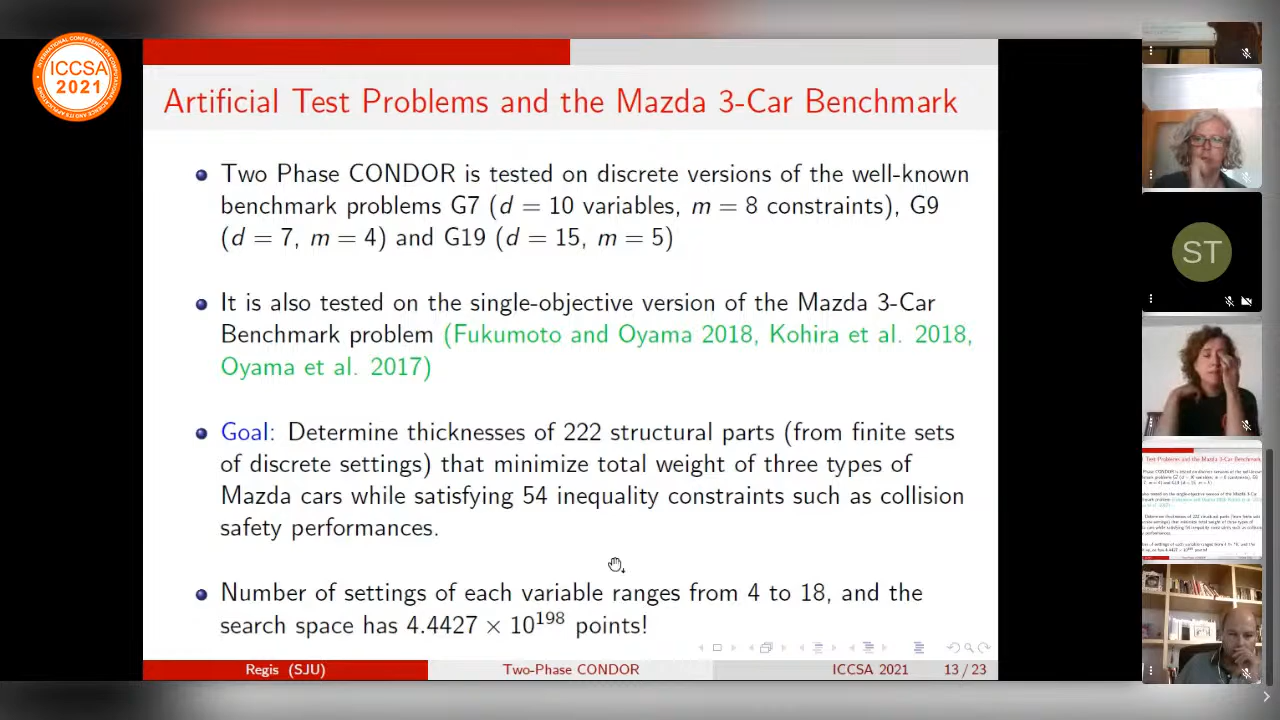 ICCSA
2021
Artificial Test Problems and the Mazda 3-Car Benchmark
Two Phase CONDOR is tested on discrete versions of the well-known
benchmark problems G7 (d = 10 variables, m = 8 constraints), G9
(d = 7, m = 4) and G19 (d = 15, m = 5)
It is also tested on the single-objective version of the Mazda 3-Car
Benchmark problem (Fukumoto and Oyama 2018, Kohira et al. 2018,
Oyama et al. 2017)
Goal: Determine thicknesses of 222 structural parts (from finite sets
of discrete settings) that minimize total weight of three types of
Mazda cars while satisfying 54 inequality constraints such as collision
safety performances.
Number of settings of each variable ranges from 4 to 18, and the
search space has 4.4427 × 10^198 points!
Regis (SJU) Two-Phase CONDOR ICCSA 2021 13 / 23
ST